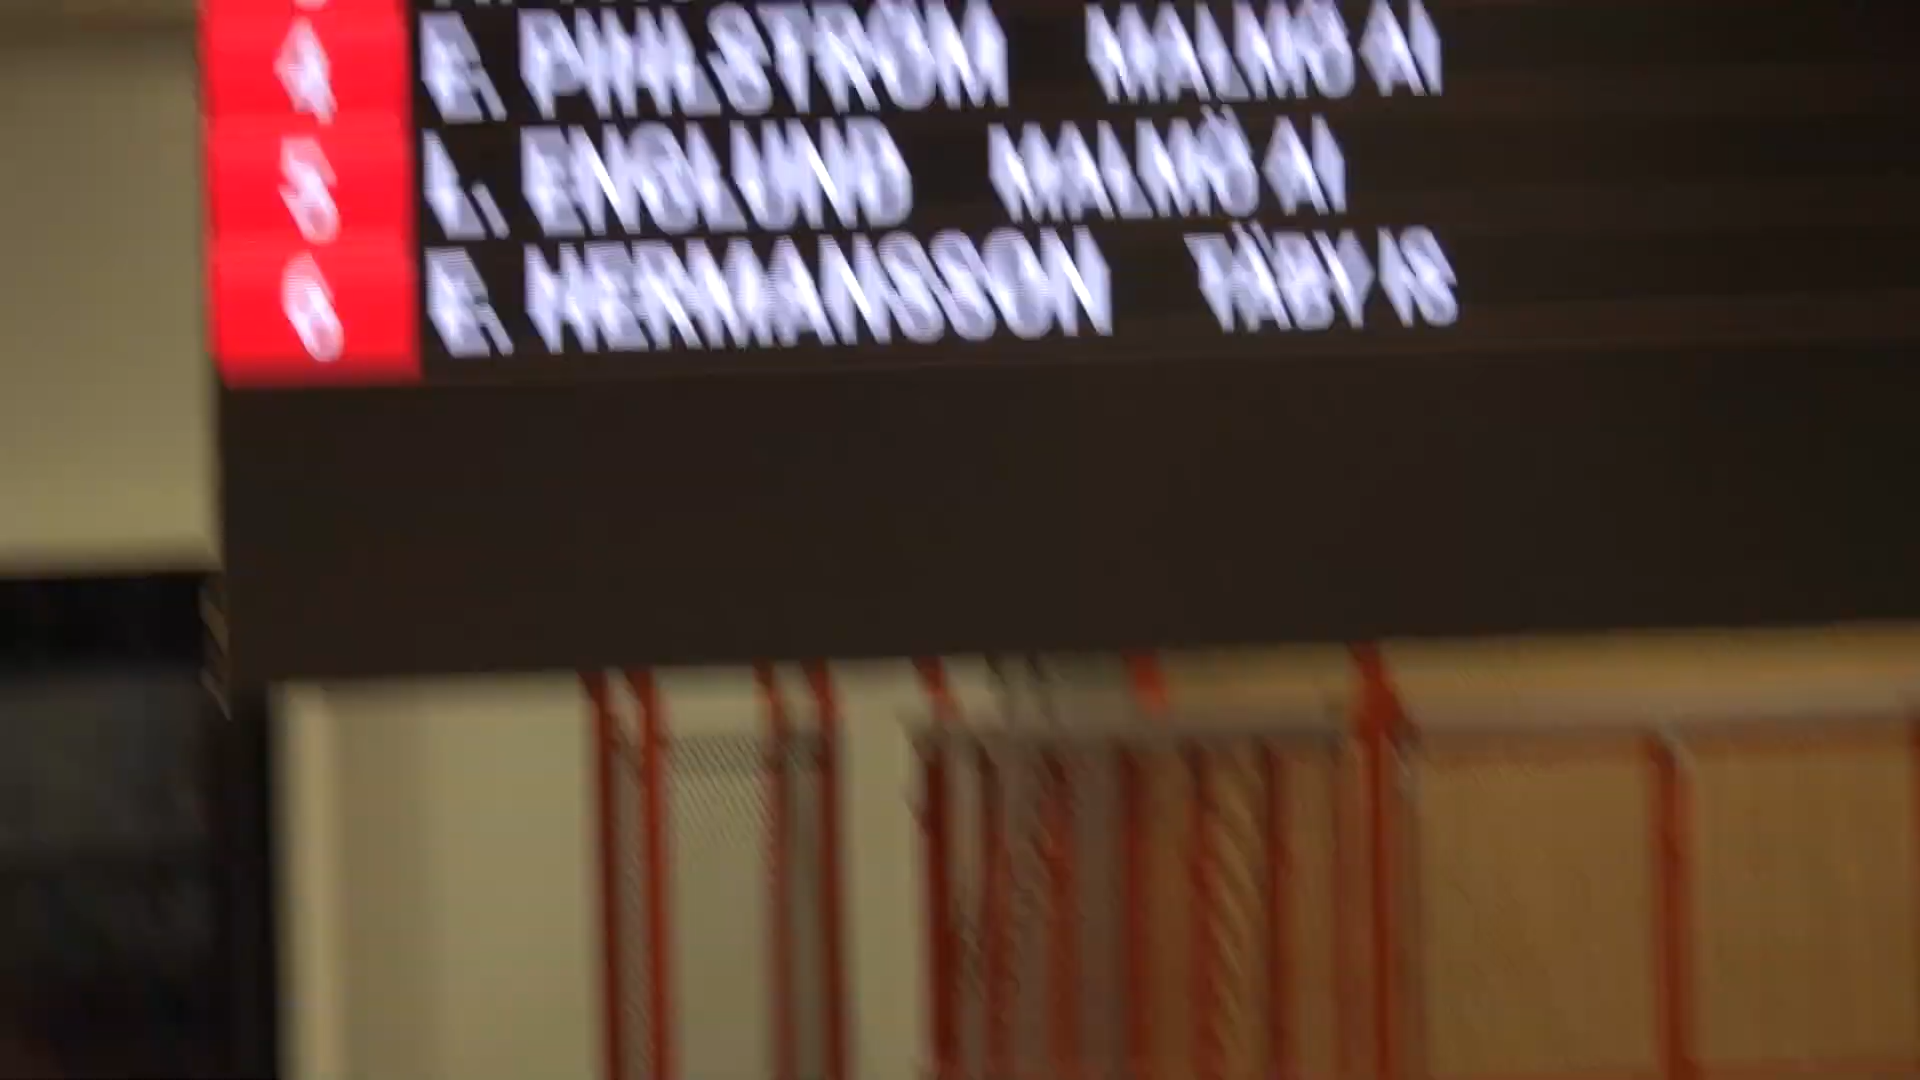 4 E. PIHLSTRÖM MALMÖ AI
5 L. ENGLUND MALMÖ AI
6 E. HERMANSSON TÄBY IS